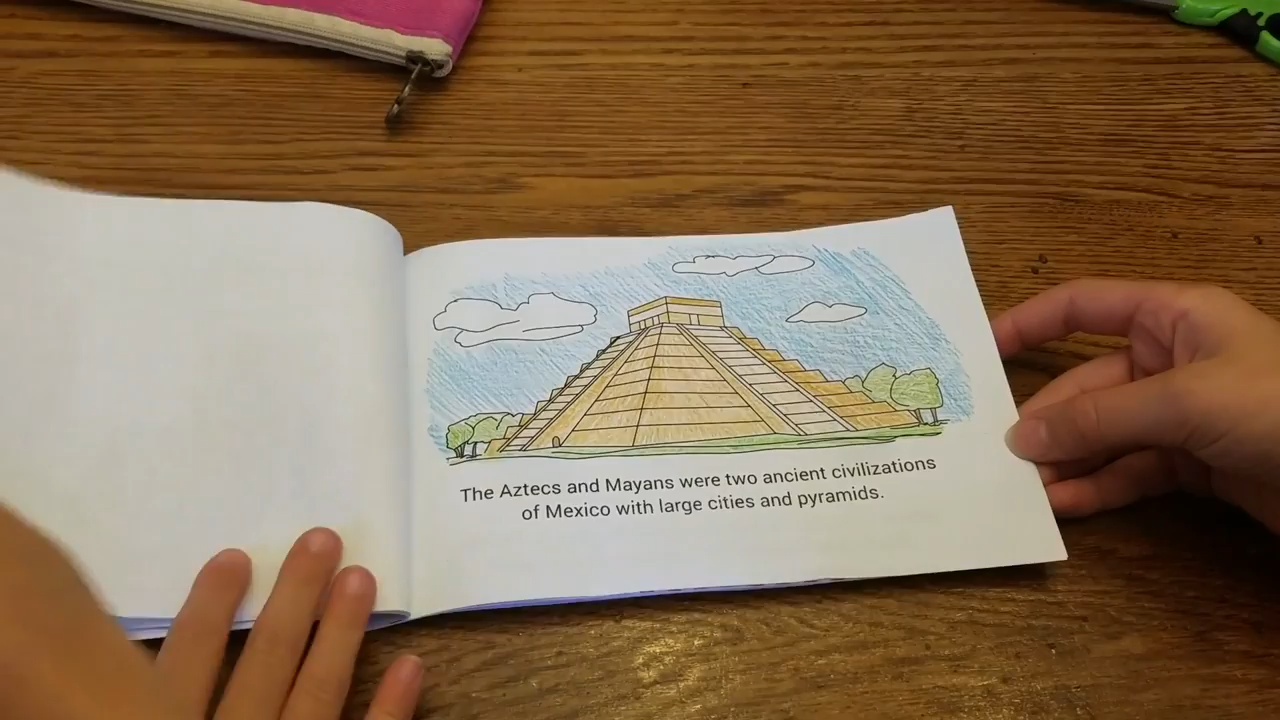 The Aztecs and Mayans were two ancient civilizations
of Mexico with large cities and pyramids.